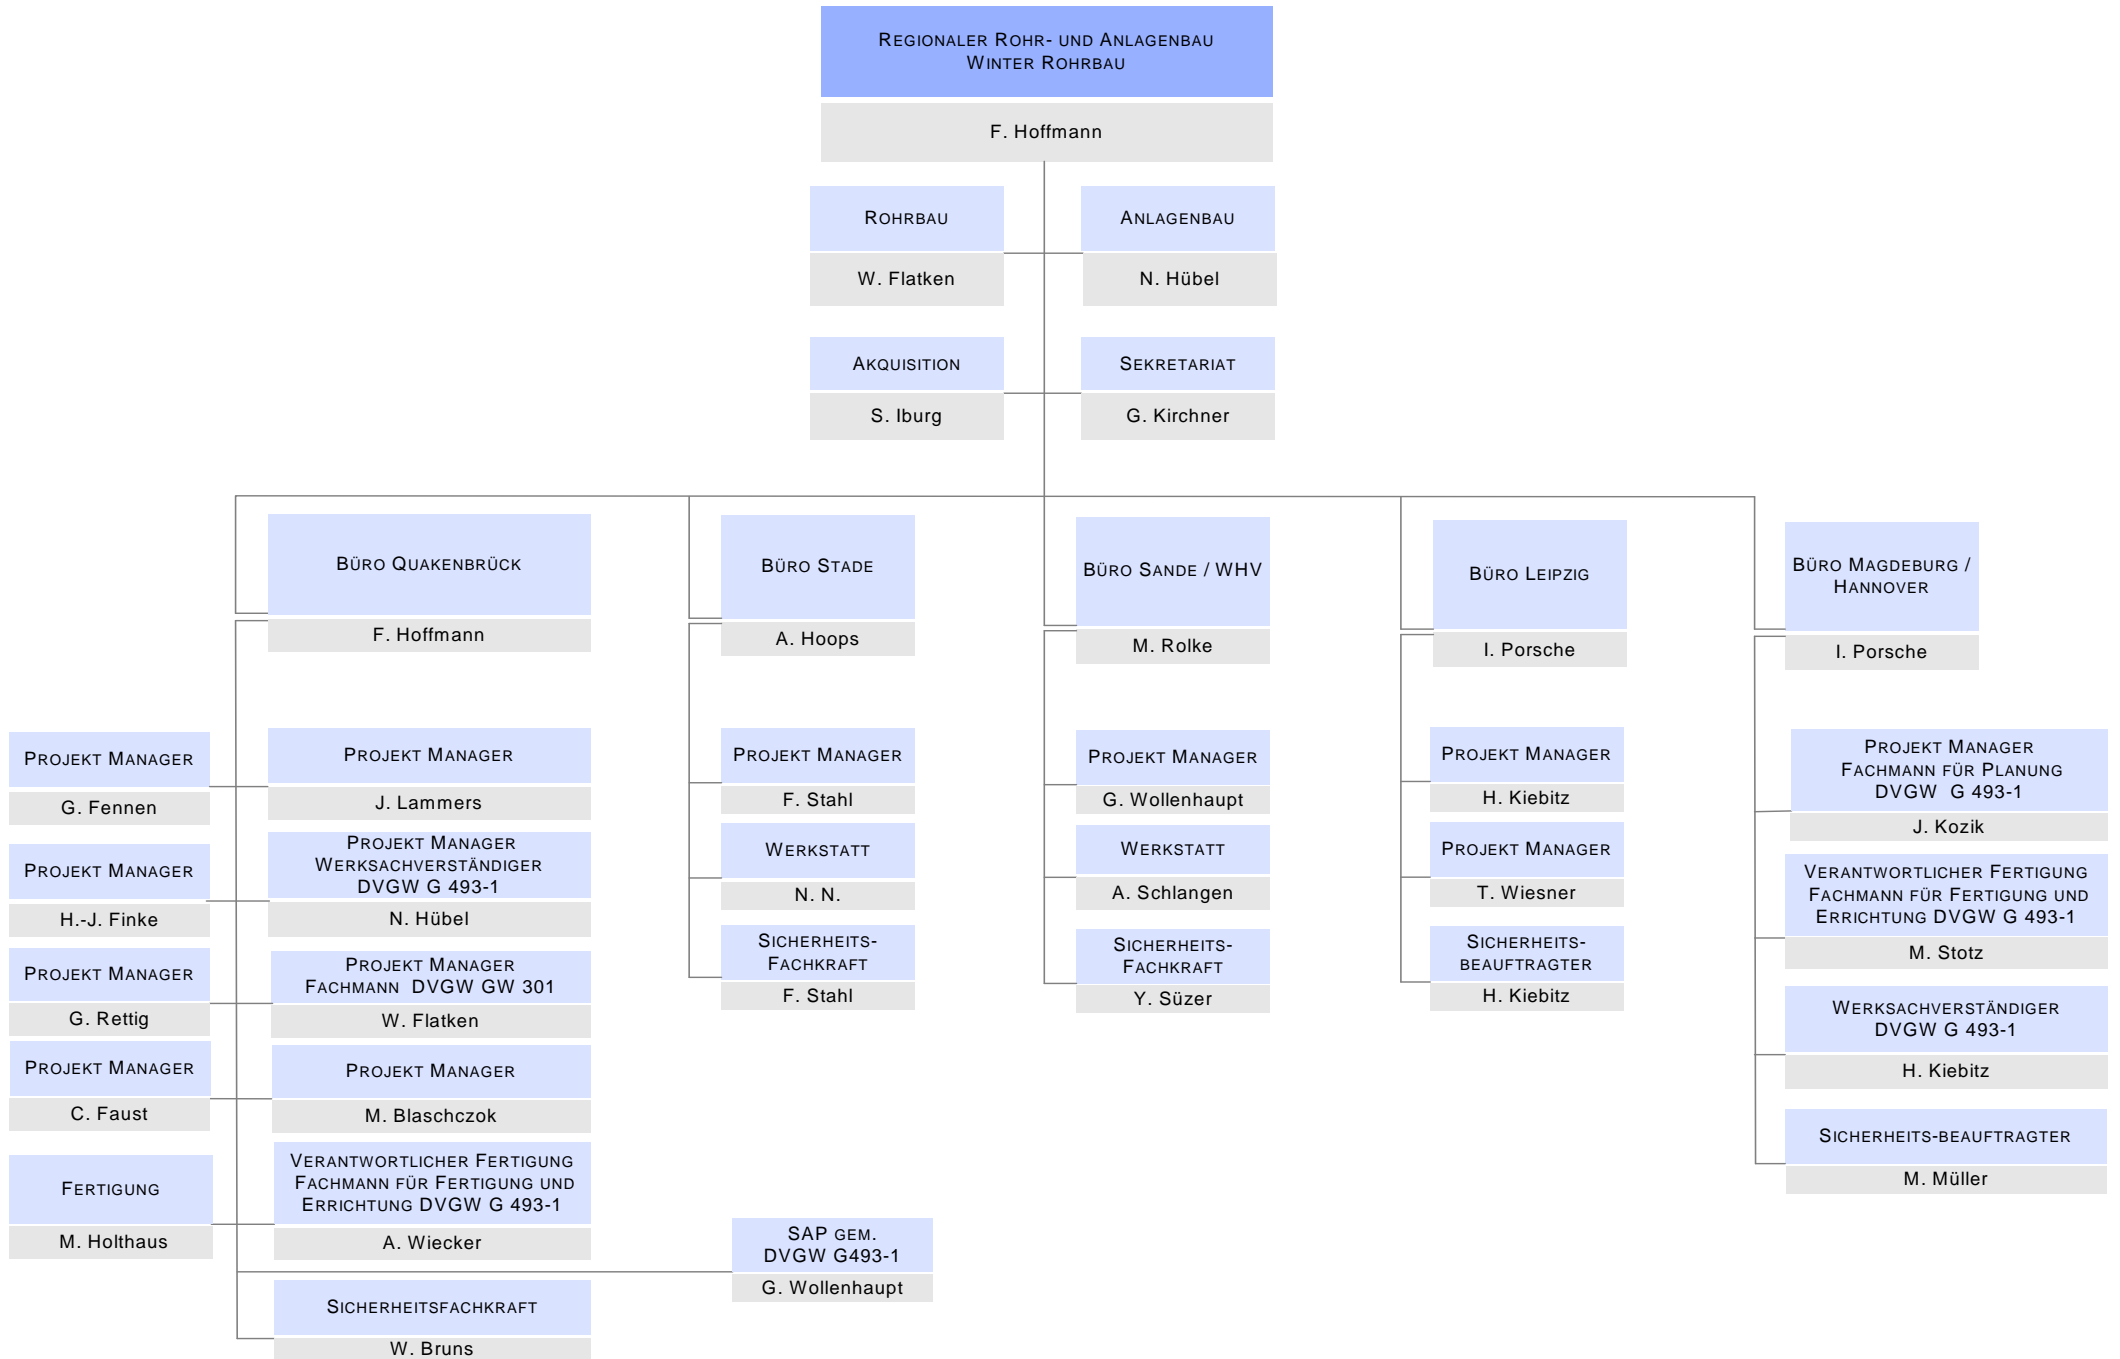 Regionaler Rohr- und Anlagenbau
Winter Rohrbau
F. Hoffmann
Rohrbau
W. Flatken
Anlagenbau
N. Hübel
Akquisition
S. Iburg
Sekretariat
G. Kirchner
Büro Quakenbrück
F. Hoffmann
Projekt Manager
G. Fennen
Projekt Manager
J. Lammers
Projekt Manager
H.-J. Finke
Projekt Manager
Werksachverständiger
DVGW G 493-1
N. Hübel
Projekt Manager
G. Rettig
Projekt Manager
Fachmann DVGW GW 301
W. Flatken
Projekt Manager
C. Faust
Projekt Manager
M. Blaschczok
Fertigung
M. Holthaus
Verantwortlicher Fertigung
Fachmann für Fertigung und
Errichtung DVGW G 493-1
A. Wiecker
SAP gem.
DVGW G493-1
G. Wollenhaupt
Sicherheitsfachkraft
W. Bruns
Büro Stade
A. Hoops
Projekt Manager
F. Stahl
Werkstatt
N. N.
Sicherheits-
Fachkraft
F. Stahl
Büro Sande / WHV
M. Rolke
Projekt Manager
G. Wollenhaupt
Werkstatt
A. Schlangen
Sicherheits-
Fachkraft
Y. Süzer
Büro Leipzig
I. Porsche
Projekt Manager
H. Kiebitz
Projekt Manager
T. Wiesner
Sicherheits-
beauftragter
H. Kiebitz
Büro Magdeburg /
Hannover
I. Porsche
Projekt Manager
Fachmann für Planung
DVGW G 493-1
J. Kozik
Verantwortlicher Fertigung
Fachmann für Fertigung und
Errichtung DVGW G 493-1
M. Stotz
Werksachverständiger
DVGW G 493-1
H. Kiebitz
Sicherheits-beauftragter
M. Müller